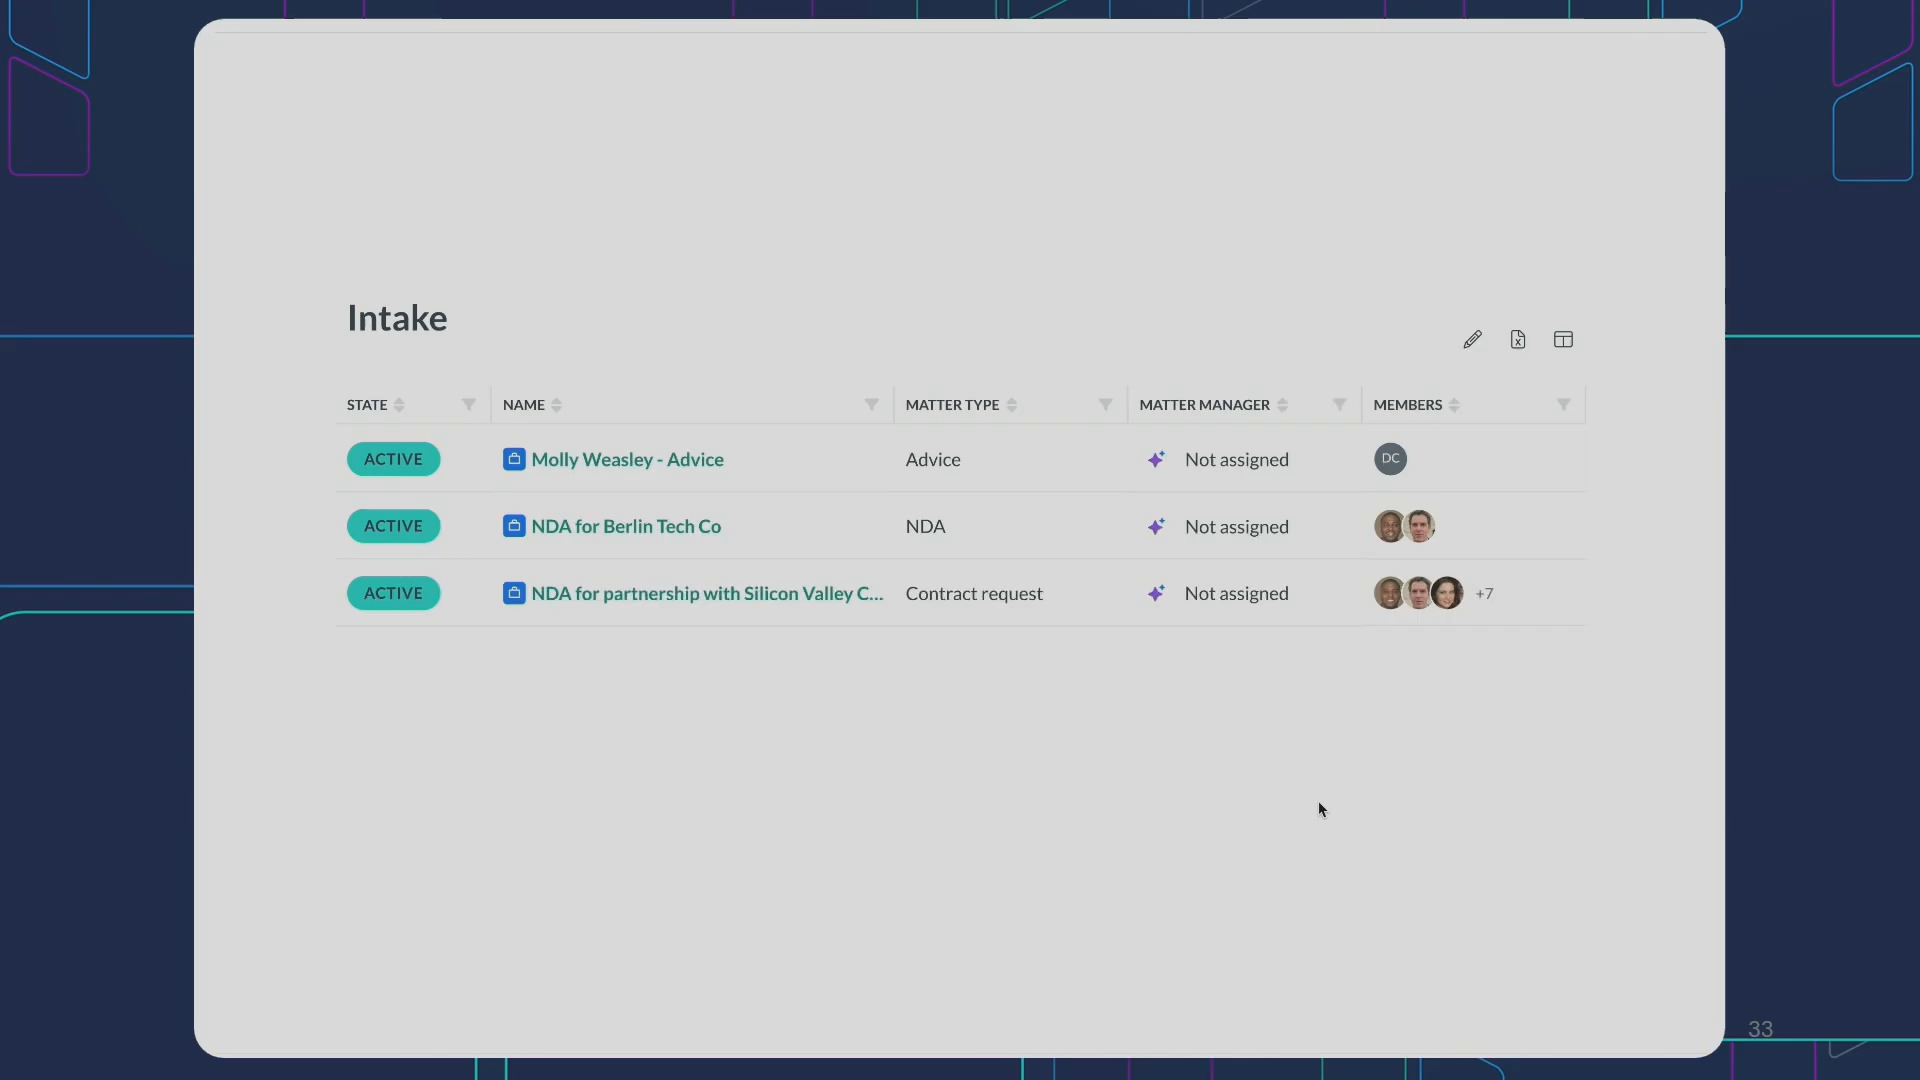 Intake
STATE NAME MATTER TYPE MATTER MANAGER MEMBERS
ACTIVE Molly Weasley - Advice Advice Not assigned DC
ACTIVE NDA for Berlin Tech Co NDA Not assigned
ACTIVE NDA for partnership with Silicon Valley C... Contract request Not assigned +7
33